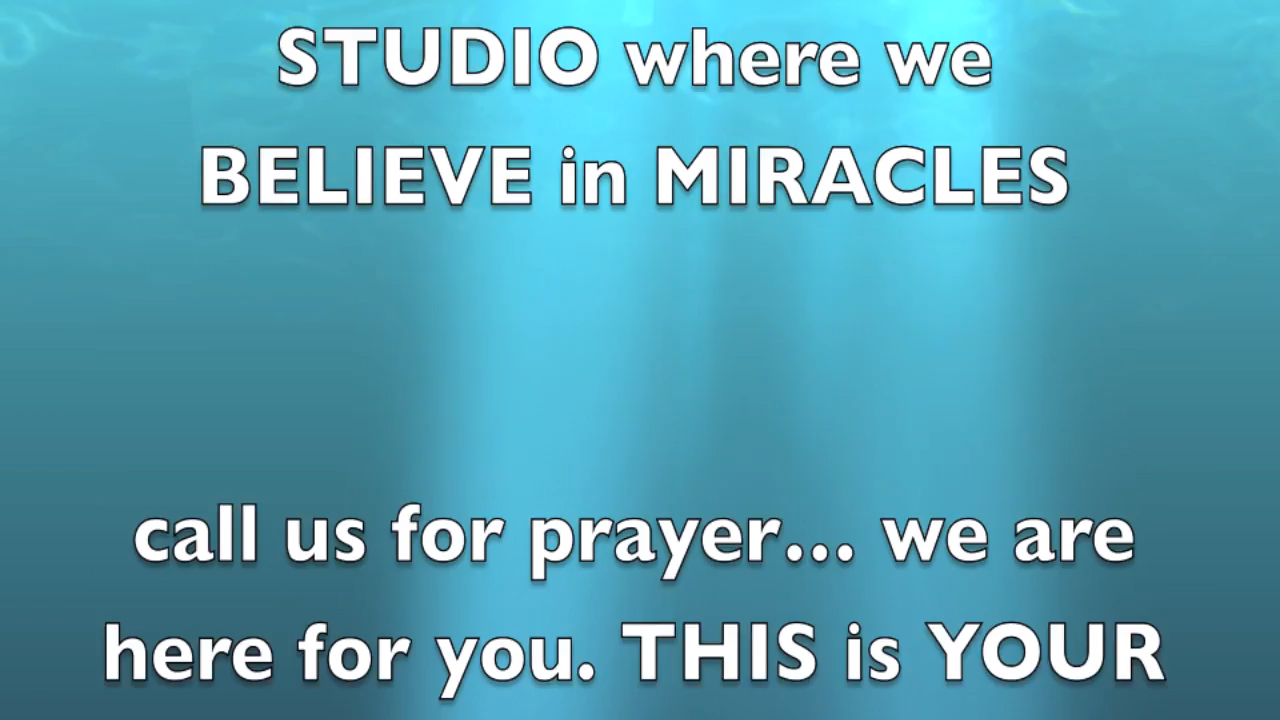 STUDIO where we
BELIEVE in MIRACLES
call us for prayer... we are
here for you. THIS is YOUR